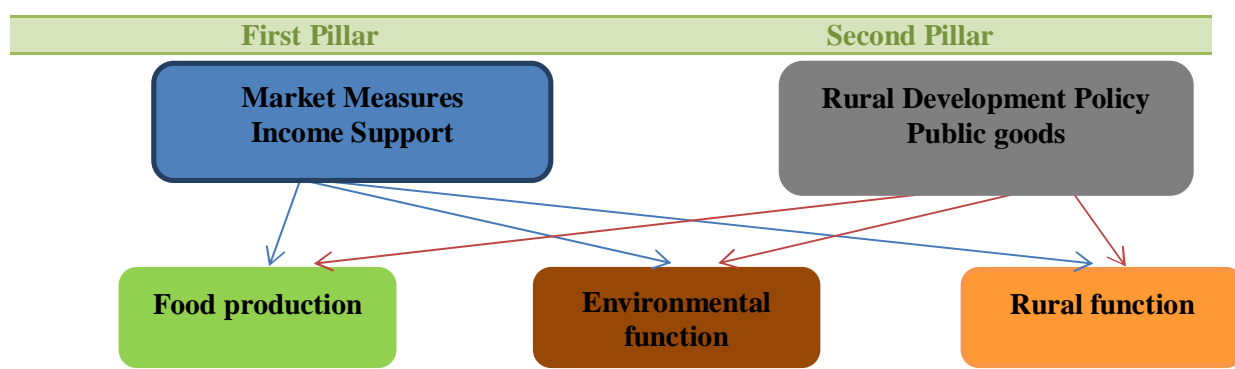 First Pillar
Second Pillar
Market Measures
Income Support
Rural Development Policy
Public goods
Food production
Environmental
function
Rural function